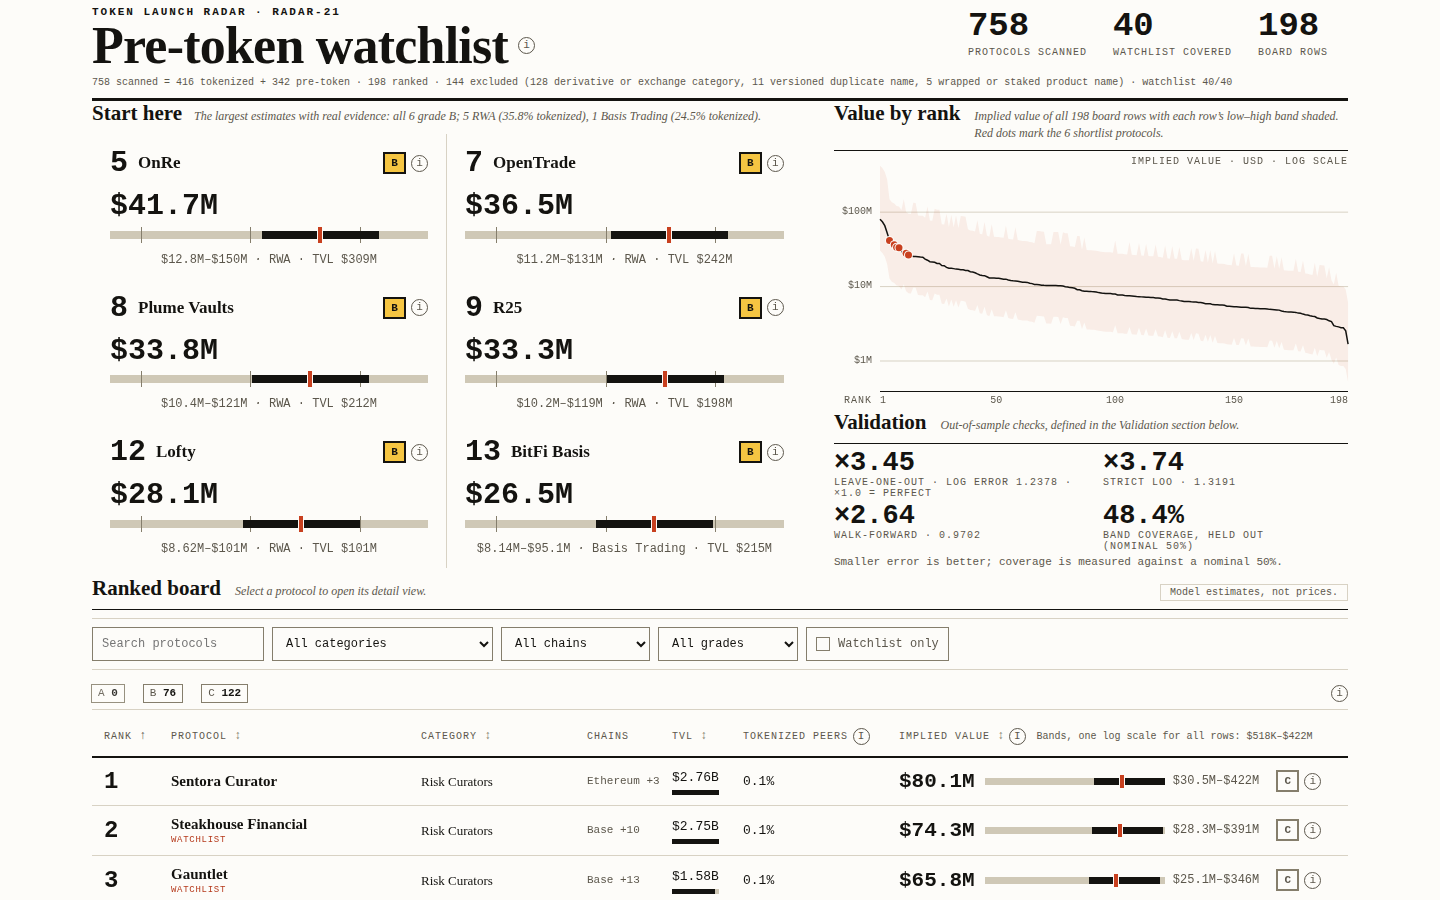 TOKEN LAUNCH RADAR · RADAR-21
Pre-token watchlist i
758 40 198
PROTOCOLS SCANNED WATCHLIST COVERED BOARD ROWS
758 scanned = 416 tokenized + 342 pre-token · 198 ranked · 144 excluded (128 derivative or exchange category, 11 versioned duplicate name, 5 wrapped or staked product name) · watchlist 40/40
Start here The largest estimates with real evidence: all 6 grade B; 5 RWA (35.8% tokenized), 1 Basis Trading (24.5% tokenized).
5 OnRe B i
$41.7M
$12.8M–$150M · RWA · TVL $309M
7 OpenTrade B i
$36.5M
$11.2M–$131M · RWA · TVL $242M
8 Plume Vaults B i
$33.8M
$10.4M–$121M · RWA · TVL $212M
9 R25 B i
$33.3M
$10.2M–$119M · RWA · TVL $198M
12 Lofty B i
$28.1M
$8.62M–$101M · RWA · TVL $101M
13 BitFi Basis B i
$26.5M
$8.14M–$95.1M · Basis Trading · TVL $215M
Value by rank Implied value of all 198 board rows with each row's low–high band shaded.
Red dots mark the 6 shortlist protocols.
IMPLIED VALUE · USD · LOG SCALE
$100M
$10M
$1M
RANK 1 50 100 150 198
Validation Out-of-sample checks, defined in the Validation section below.
×3.45
LEAVE-ONE-OUT · LOG ERROR 1.2378 ·
×1.0 = PERFECT
×3.74
STRICT LOO · 1.3191
×2.64
WALK-FORWARD · 0.9702
48.4%
BAND COVERAGE, HELD OUT
(NOMINAL 50%)
Smaller error is better; coverage is measured against a nominal 50%.
Ranked board Select a protocol to open its detail view.
Model estimates, not prices.
Search protocols All categories All chains All grades Watchlist only
A 0 B 76 C 122 i
RANK ↑ PROTOCOL ↕ CATEGORY ↕ CHAINS TVL ↕ TOKENIZED PEERS I IMPLIED VALUE ↕ I Bands, one log scale for all rows: $518K–$422M
1 Sentora Curator Risk Curators Ethereum +3 $2.76B 0.1% $80.1M $30.5M–$422M C i
2 Steakhouse Financial Risk Curators Base +10 $2.75B 0.1% $74.3M $28.3M–$391M C i
WATCHLIST
3 Gauntlet Risk Curators Base +13 $1.58B 0.1% $65.8M $25.1M–$346M C i
WATCHLIST